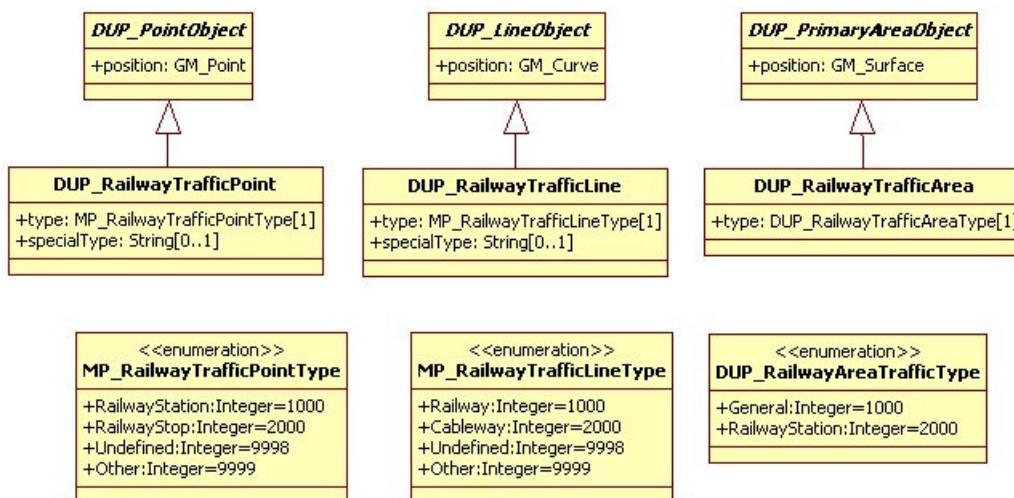 DUP_PointObject
+position: GM_Point
DUP_LineObject
+position: GM_Curve
DUP_PrimaryAreaObject
+position: GM_Surface
DUP_RailwayTrafficPoint
+type: MP_RailwayTrafficPointType[1]
+specialType: String[0..1]
DUP_RailwayTrafficLine
+type: MP_RailwayTrafficLineType[1]
+specialType: String[0..1]
DUP_RailwayTrafficArea
+type: DUP_RailwayTrafficAreaType[1]
<<enumeration>>
MP_RailwayTrafficPointType
+RailwayStation:Integer=1000
+RailwayStop:Integer=2000
+Undefined:Integer=9998
+Other:Integer=9999
<<enumeration>>
MP_RailwayTrafficLineType
+Railway:Integer=1000
+Cableway:Integer=2000
+Undefined:Integer=9998
+Other:Integer=9999
<<enumeration>>
DUP_RailwayAreaTrafficType
+General:Integer=1000
+RailwayStation:Integer=2000